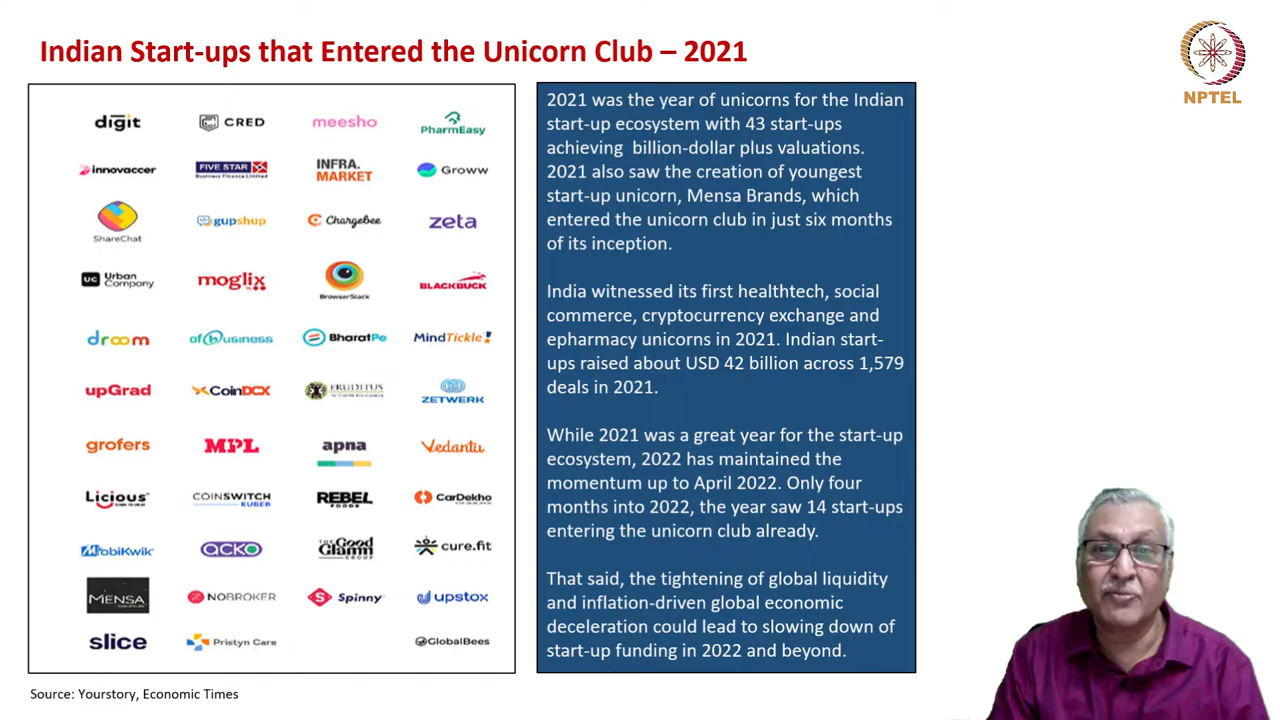 Indian Start-ups that Entered the Unicorn Club – 2021
NPTEL
digit CRED meesho PharmEasy
innovaccer FIVE STAR Business Finance Limited INFRA. MARKET Groww
ShareChat gupshup Chargebee zeta
UC Urban Company moglix BrowserStack BLACKBUCK
droom ofbusiness BharatPe MindTickle!
upGrad CoinDCX ERUDITUS ZETWERK
grofers MPL apna Vedantu
Licious COINSWITCH KUBER REBEL FOODS CarDekho
MobiKwik acko THE Good Glamm GROUP cure.fit
MENSA NOBROKER Spinny upstox
slice Pristyn Care GlobalBees
2021 was the year of unicorns for the Indian
start-up ecosystem with 43 start-ups
achieving billion-dollar plus valuations.
2021 also saw the creation of youngest
start-up unicorn, Mensa Brands, which
entered the unicorn club in just six months
of its inception.
India witnessed its first healthtech, social
commerce, cryptocurrency exchange and
epharmacy unicorns in 2021. Indian start-
ups raised about USD 42 billion across 1,579
deals in 2021.
While 2021 was a great year for the start-up
ecosystem, 2022 has maintained the
momentum up to April 2022. Only four
months into 2022, the year saw 14 start-ups
entering the unicorn club already.
That said, the tightening of global liquidity
and inflation-driven global economic
deceleration could lead to slowing down of
start-up funding in 2022 and beyond.
Source: Yourstory, Economic Times